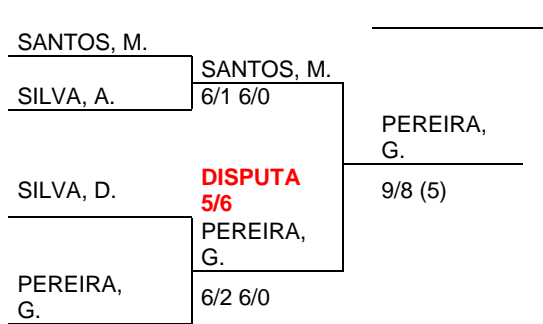 SANTOS, M.
SANTOS, M.
SILVA, A.
6/1 6/0
PEREIRA,
G.
DISPUTA
5/6
SILVA, D.
9/8 (5)
PEREIRA,
G.
PEREIRA,
G.
6/2 6/0